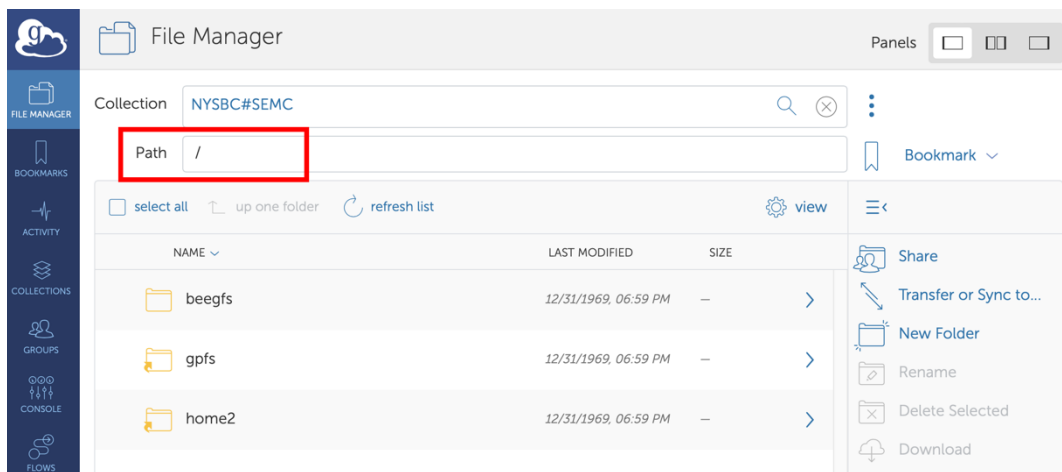 g
File Manager
Panels
FILE MANAGER
BOOKMARKS
ACTIVITY
COLLECTIONS
GROUPS
CONSOLE
FLOWS
Collection NYSBC#SEMC
Path /
Bookmark
select all up one folder refresh list view
NAME LAST MODIFIED SIZE
beegfs 12/31/1969, 06:59 PM –
gpfs 12/31/1969, 06:59 PM –
home2 12/31/1969, 06:59 PM –
Share
Transfer or Sync to...
New Folder
Rename
Delete Selected
Download